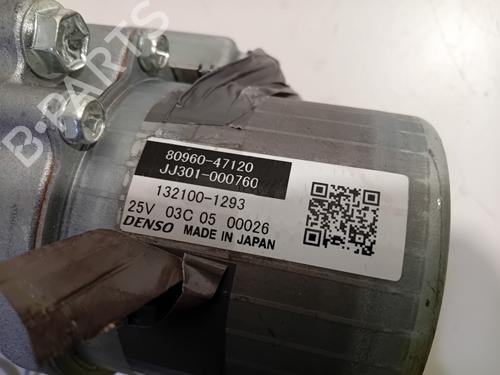 B-PARTS
80960-47120
JJ301-000760
132100-1293
25V 03C 05 00026
DENSO MADE IN JAPAN